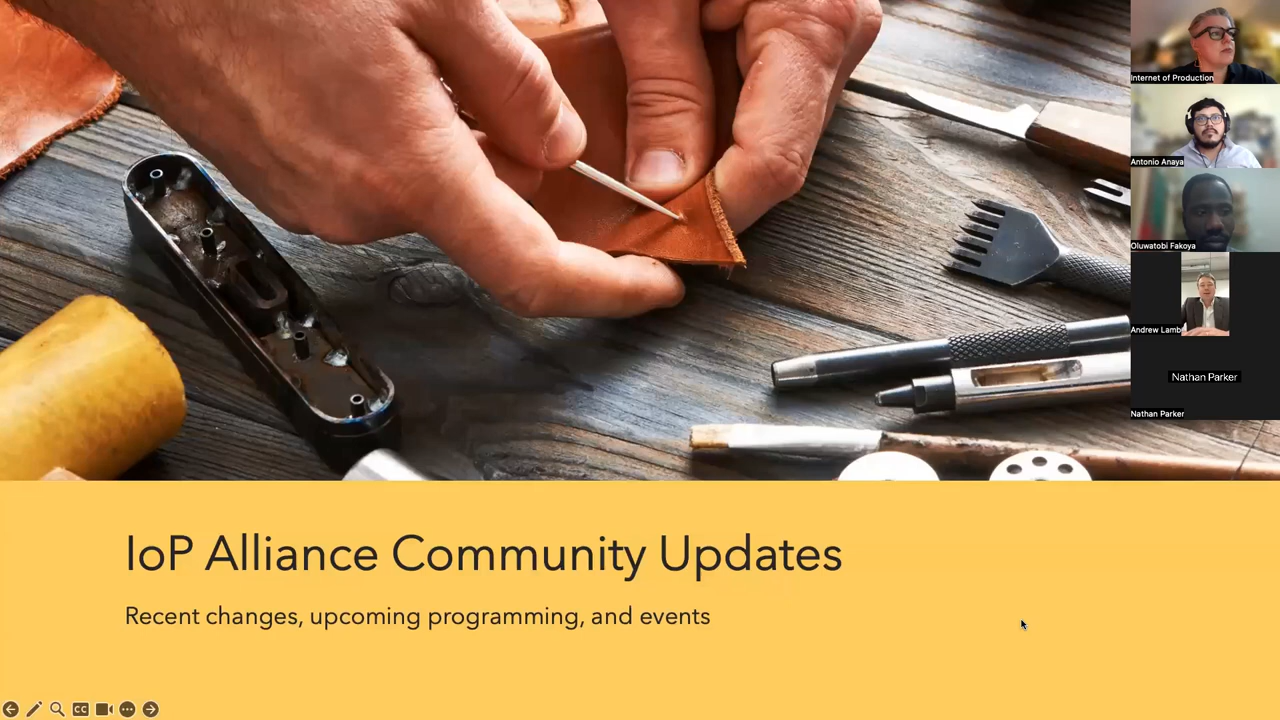 Internet of Production
Antonio Anaya
Oluwatobi Fakoya
Andrew Lamb
Nathan Parker
Nathan Parker
IoP Alliance Community Updates
Recent changes, upcoming programming, and events
CC